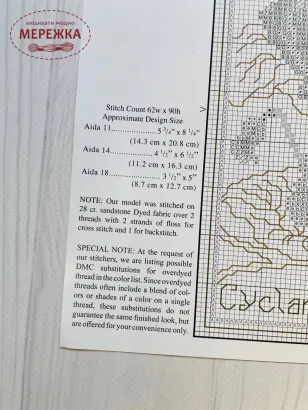 ВИШИВАТИ МОДНО
МЕРЕЖКА
Stitch Count 62w x 90h
Approximate Design Size
Aida 11....................5 3/4" x 8 1/4"
(14.3 cm x 20.8 cm)
Aida 14..................4 1/2" x 6 1/2"
(11.2 cm x 16.3 cm)
Aida 18.......................3 1/2" x 5"
(8.7 cm x 12.7 cm)
NOTE: Our model was stitched on
28 ct. sandstone Dyed fabric over 2
threads with 2 strands of floss for
cross stitch and 1 for backstitch.
SPECIAL NOTE: At the request of
our stitchers, we are listing possible
DMC substitutions for overdyed
thread in the color list. Since overdyed
threads often include a blend of col-
ors or shades of a color on a single
thread, these substitutions do not
guarantee the same finished look, but
are offered for your convenience only.
Cycla